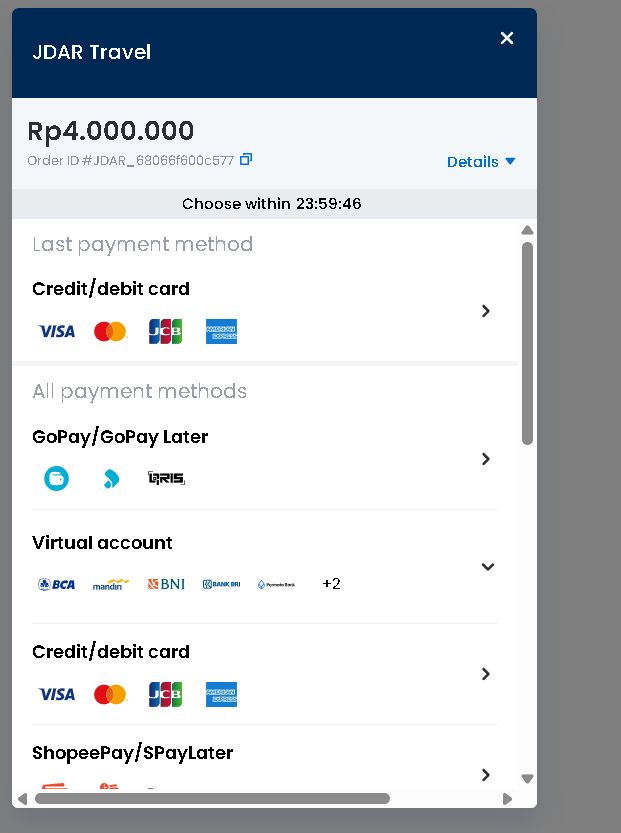 JDAR Travel
Rp4.000.000
Order ID #JDAR_68066f600c577
Details
Choose within 23:59:46
Last payment method
Credit/debit card
VISA JCB AMERICAN EXPRESS
All payment methods
GoPay/GoPay Later
QRIS
Virtual account
BCA mandiri BNI BANK BRI PermataBank +2
Credit/debit card
VISA JCB AMERICAN EXPRESS
ShopeePay/SPayLater